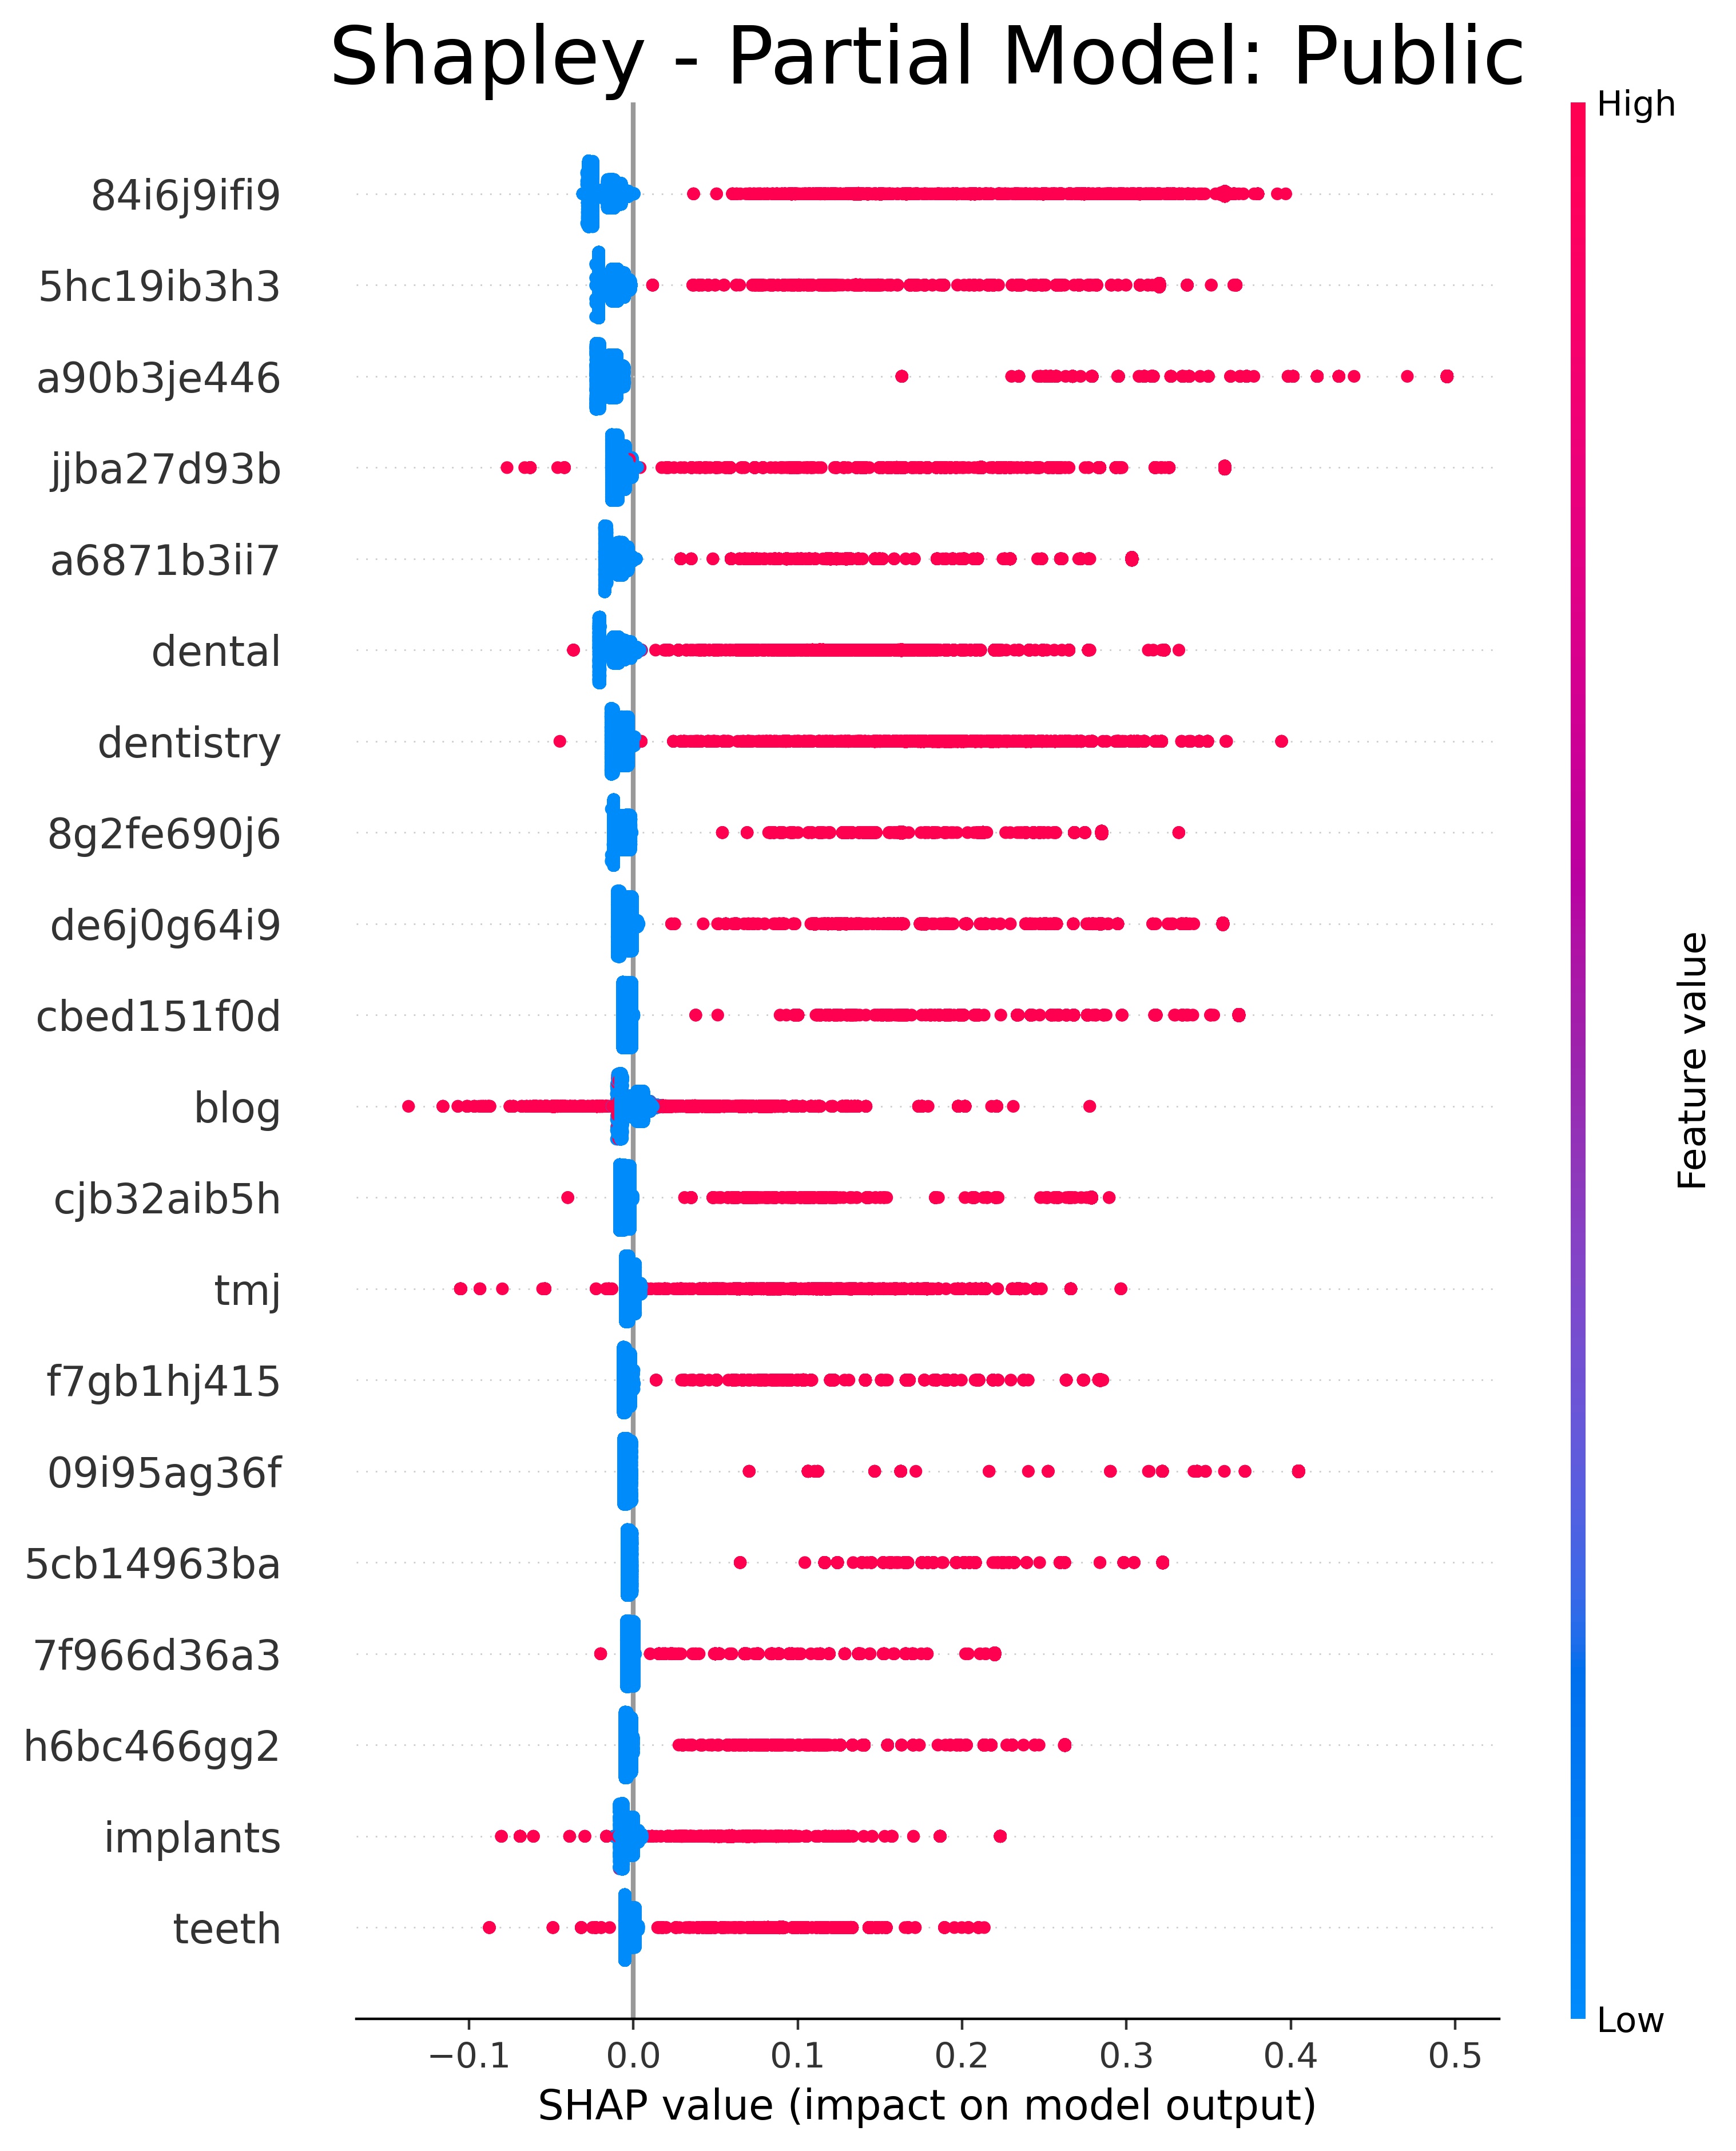 Shapley - Partial Model: Public
High
84i6j9ifi9
5hc19ib3h3
a90b3je446
jjba27d93b
a6871b3ii7
dental
dentistry
8g2fe690j6
de6j0g64i9
cbed151f0d
blog
cjb32aib5h
tmj
f7gb1hj415
09i95ag36f
5cb14963ba
7f966d36a3
h6bc466gg2
implants
teeth
Feature value
Low
−0.1 0.0 0.1 0.2 0.3 0.4 0.5
SHAP value (impact on model output)